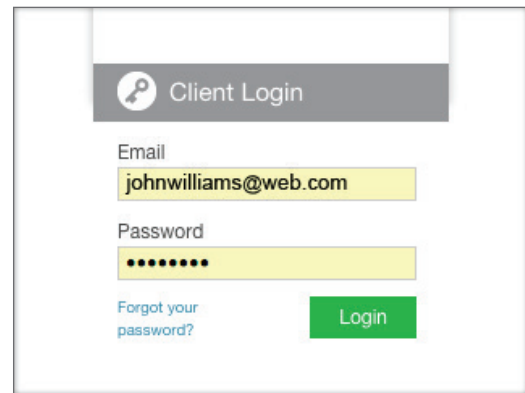 Client Login
Email
johnwilliams@web.com
Password
••••••••
Forgot your
password?
Login